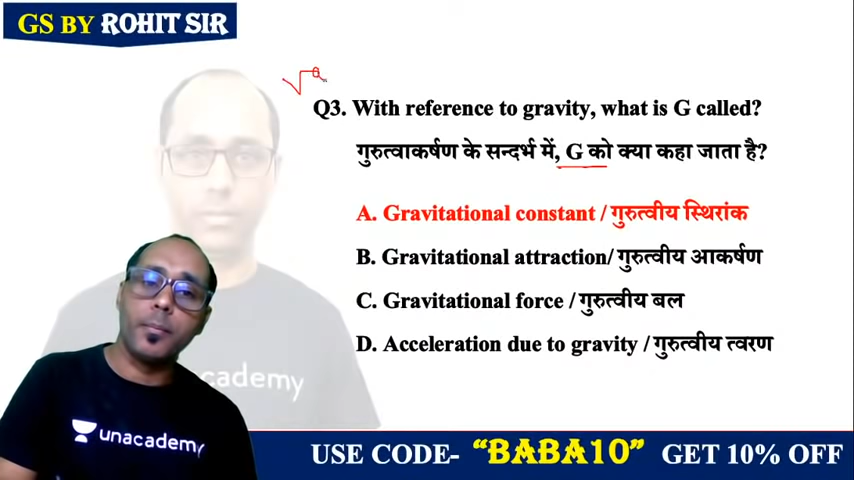 GS BY ROHIT SIR
Q3. With reference to gravity, what is G called?
गुरुत्वाकर्षण के सन्दर्भ में, G को क्या कहा जाता है?
A. Gravitational constant / गुरुत्वीय स्थिरांक
B. Gravitational attraction/ गुरुत्वीय आकर्षण
C. Gravitational force / गुरुत्वीय बल
D. Acceleration due to gravity / गुरुत्वीय त्वरण
cademy
unacademy
USE CODE- “BABA10” GET 10% OFF